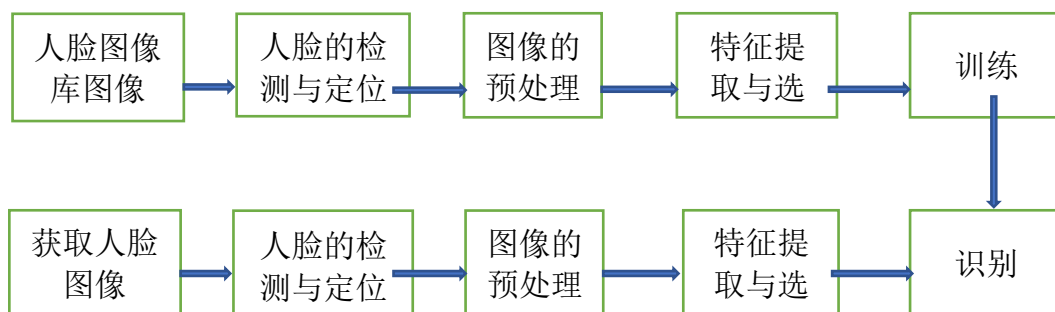 人脸图像
库图像
人脸的检
测与定位
图像的
预处理
特征提
取与选
训练
获取人脸
图像
人脸的检
测与定位
图像的
预处理
特征提
取与选
识别